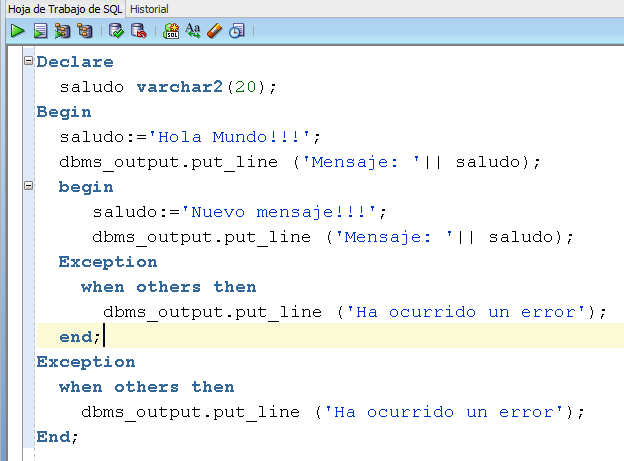 Hoja de Trabajo de SQL Historial
SQL Aa
Declare
saludo varchar2(20);
Begin
saludo:='Hola Mundo!!!';
dbms_output.put_line ('Mensaje: '|| saludo);
begin
saludo:='Nuevo mensaje!!!';
dbms_output.put_line ('Mensaje: '|| saludo);
Exception
when others then
dbms_output.put_line ('Ha ocurrido un error');
end;
Exception
when others then
dbms_output.put_line ('Ha ocurrido un error');
End;